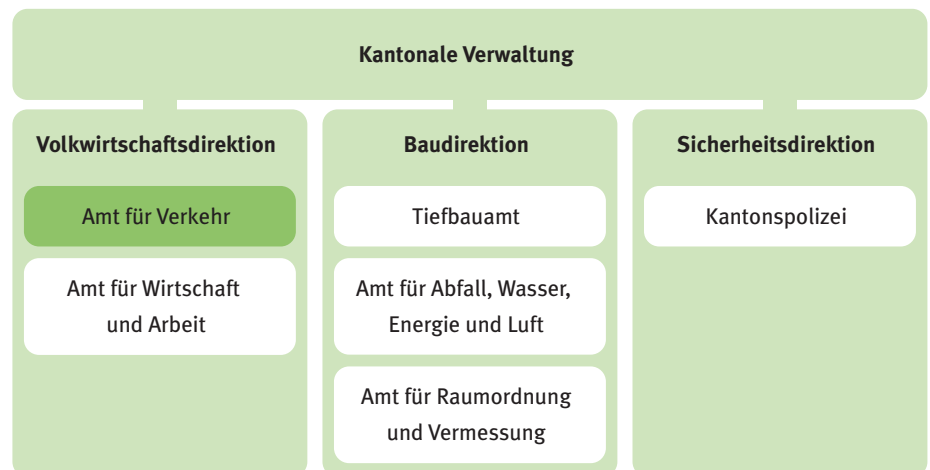 Kantonale Verwaltung
Volkwirtschaftsdirektion
Amt für Verkehr
Amt für Wirtschaft
und Arbeit
Baudirektion
Tiefbauamt
Amt für Abfall, Wasser,
Energie und Luft
Amt für Raumordnung
und Vermessung
Sicherheitsdirektion
Kantonspolizei